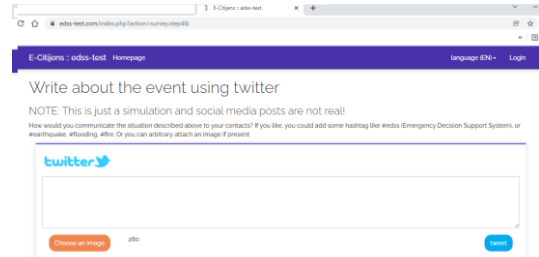 E-Citijens :: edss-test
edss-test.com/index.php?action=survey.step4&
E-Citijens :: edss-test Homepage language (EN) Login
Write about the event using twitter
NOTE: This is just a simulation and social media posts are not real!
How would you communicate the situation described above to your contacts? If you like, you could add some hashtag like #edss (Emergency Decision Support System), or
#earthquake, #flooding, #fire. Or you can arbitrary attach an image if present
twitter
Choose an image 280 tweet